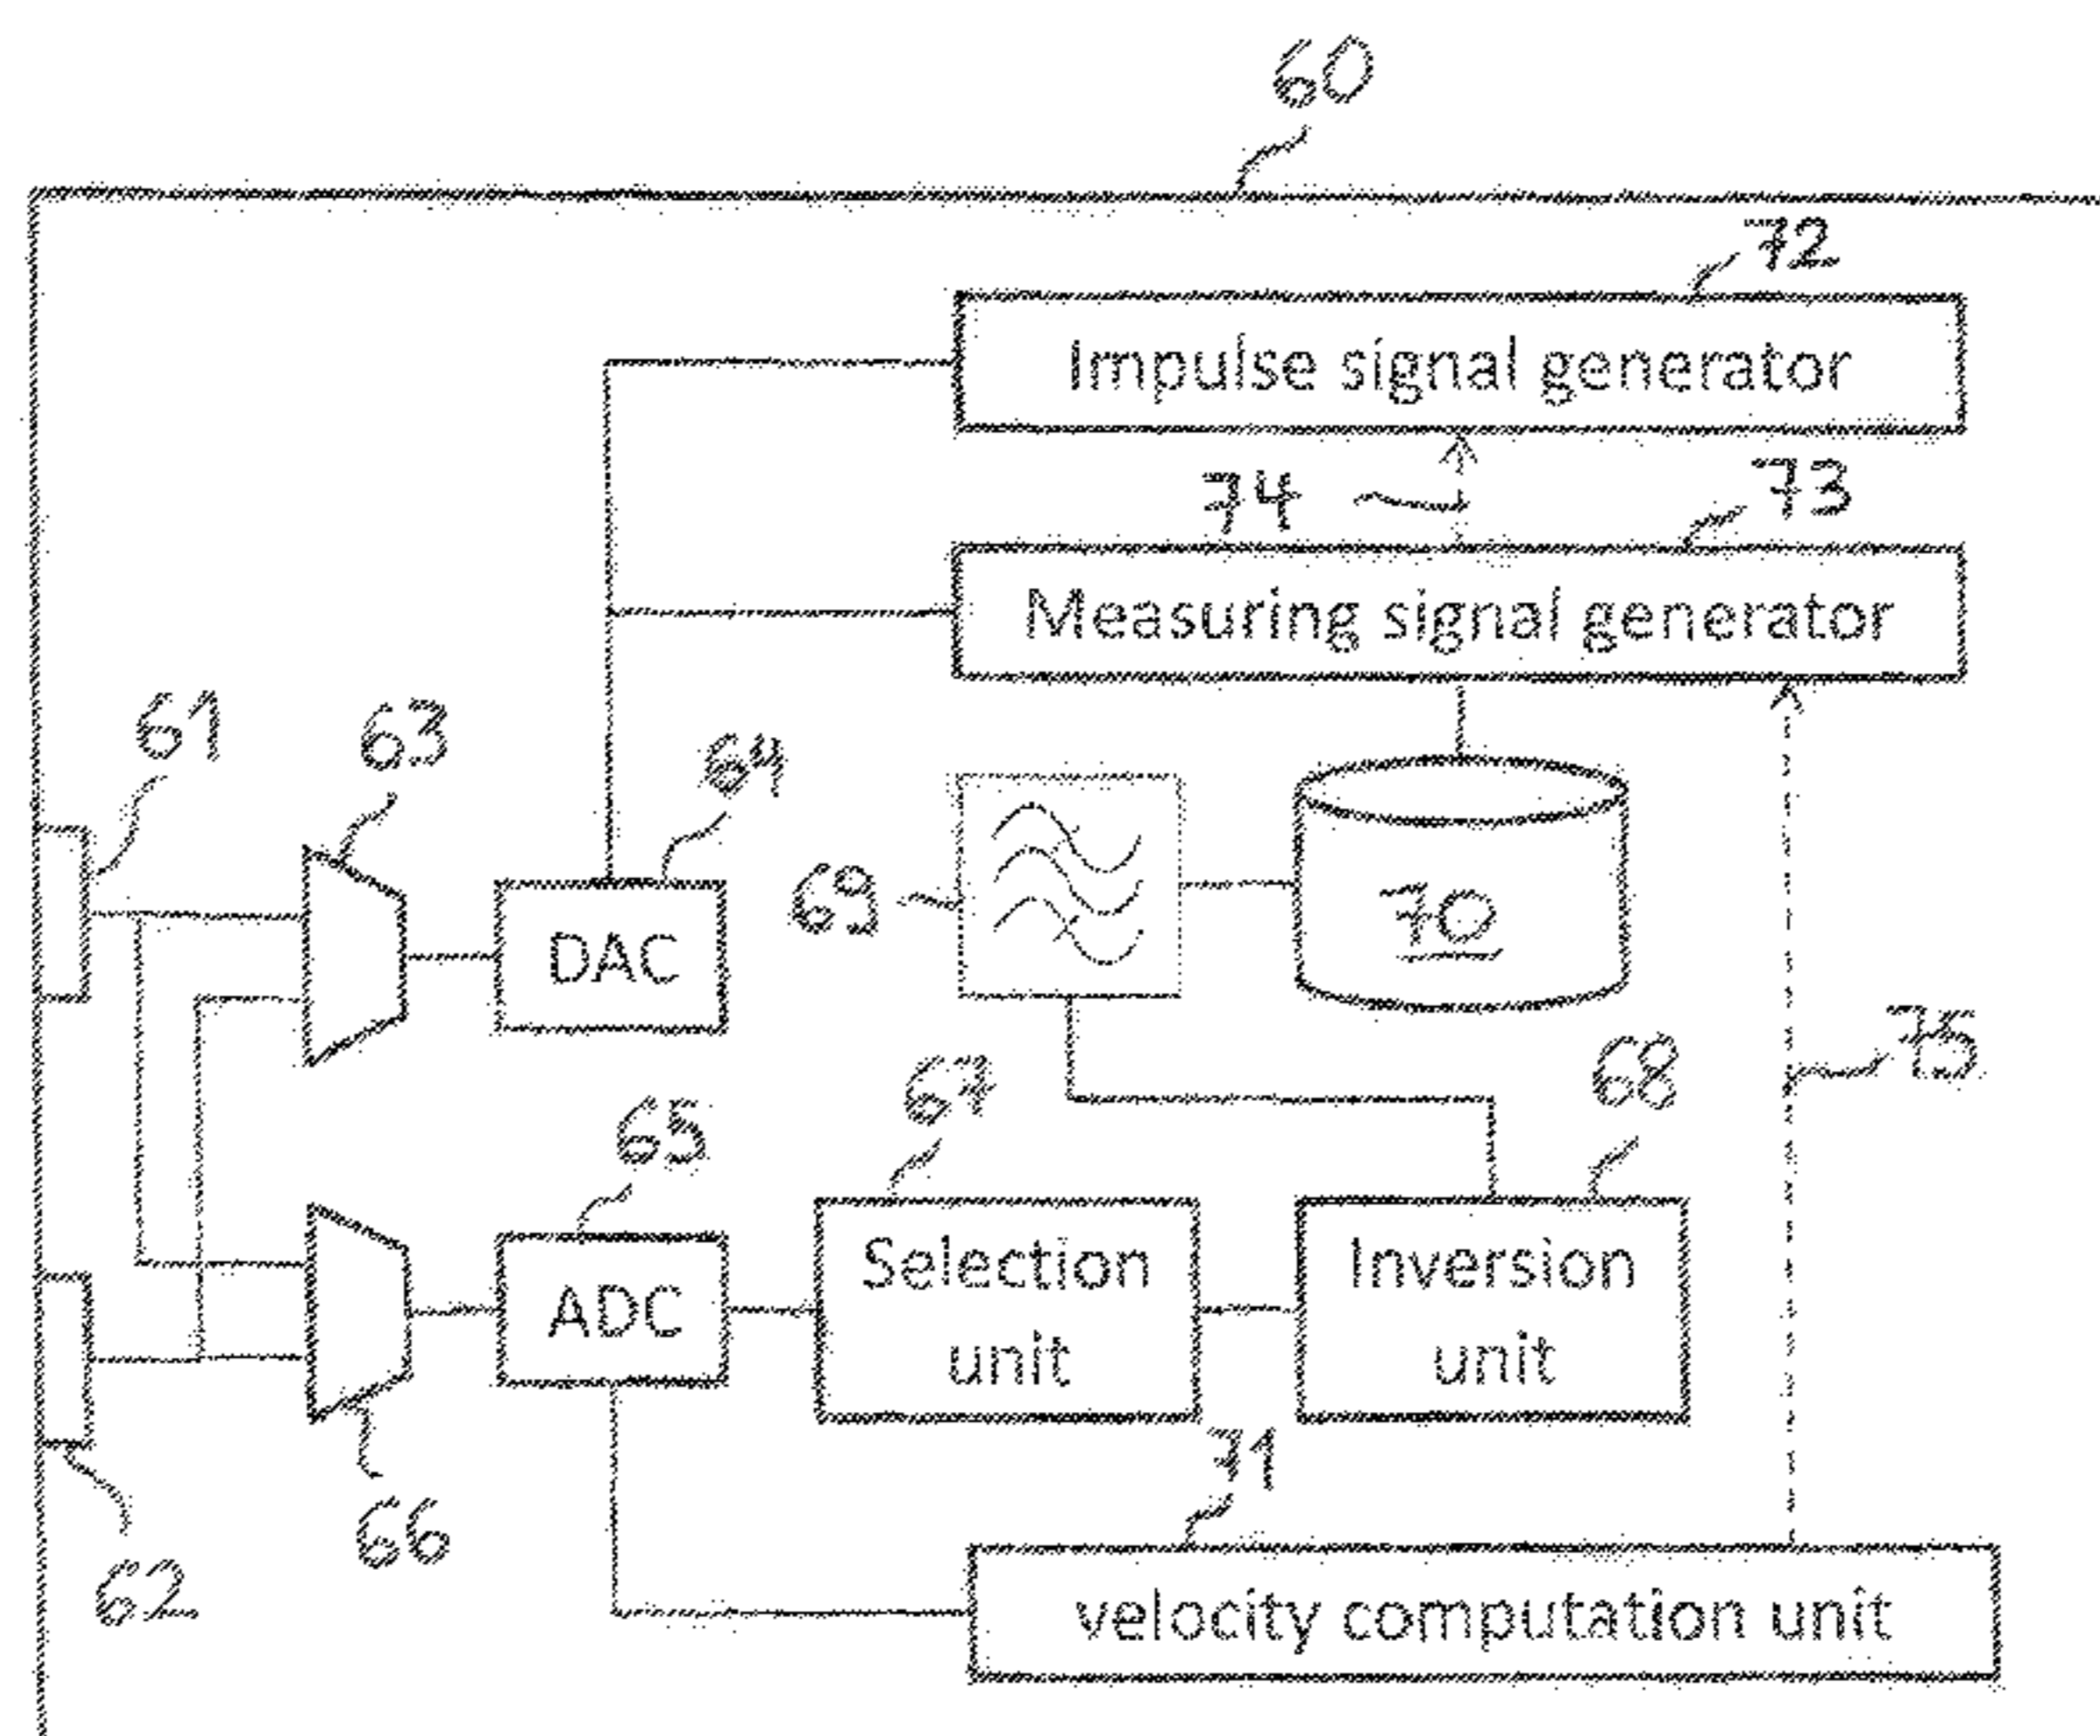 60
72
Impulse signal generator
74
73
Measuring signal generator
61
63
64
69
70
DAC
75
67
68
65
Selection
unit
Inversion
unit
ADC
71
66
62
velocity computation unit